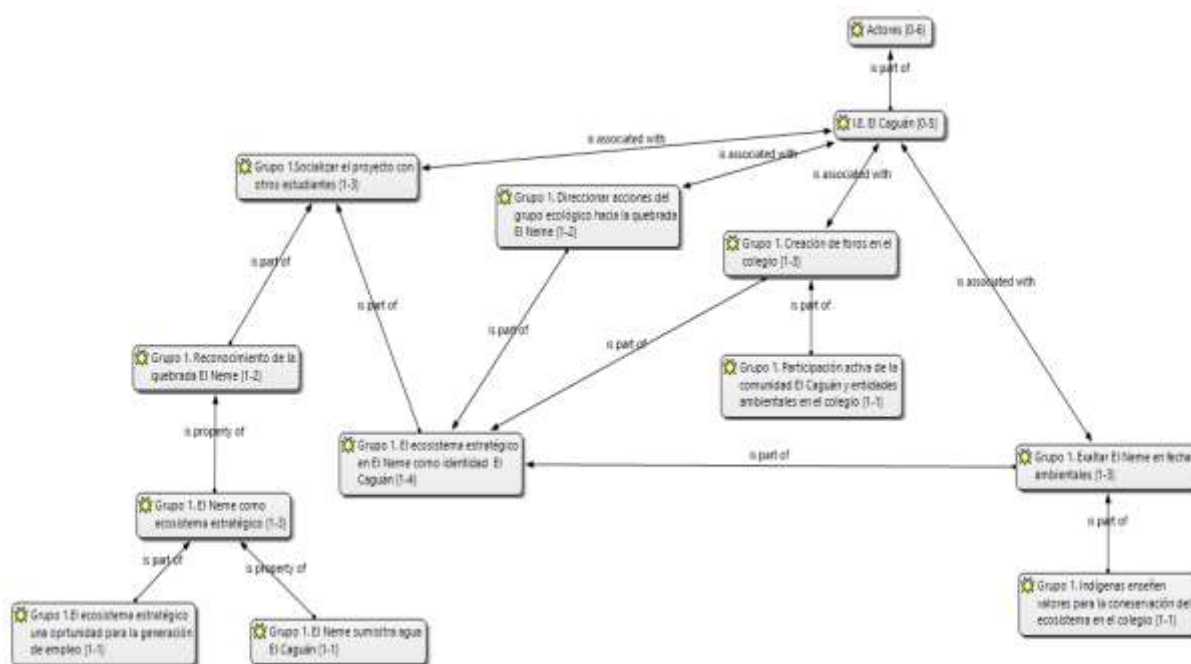 Actores {0-6}
is part of
I.E. El Caguán {0-5}
is associated with
is associated with
is associated with
is associated with
Grupo 1.Socializar el proyecto con
otros estudiantes {1-3}
Grupo 1. Direccionar acciones del
grupo ecológico hacia la quebrada
El Neme {1-2}
Grupo 1. Creación de foros en el
colegio {1-3}
is part of
is part of
is part of
is part of
is part of
Grupo 1. Reconocimiento de la
quebrada El Neme {1-2}
Grupo 1. Participación activa de la
comunidad El Caguán y entidades
ambientales en el colegio {1-1}
is property of
Grupo 1. El ecosistema estratégico
en El Neme como identidad El
Caguán {1-4}
is part of
Grupo 1. Exaltar El Neme en fecha
ambientales {1-3}
Grupo 1. El Neme como
ecosistema estratégico {1-3}
is part of
is property of
is part of
Grupo 1.El ecosistema estratégico
una oprtunidad para la generación
de empleo {1-1}
Grupo 1. El Neme sumisitra agua
El Caguán {1-1}
Grupo 1. Indígenas enseñen
valores para la coneservación del
ecosistema en el colegio {1-1}